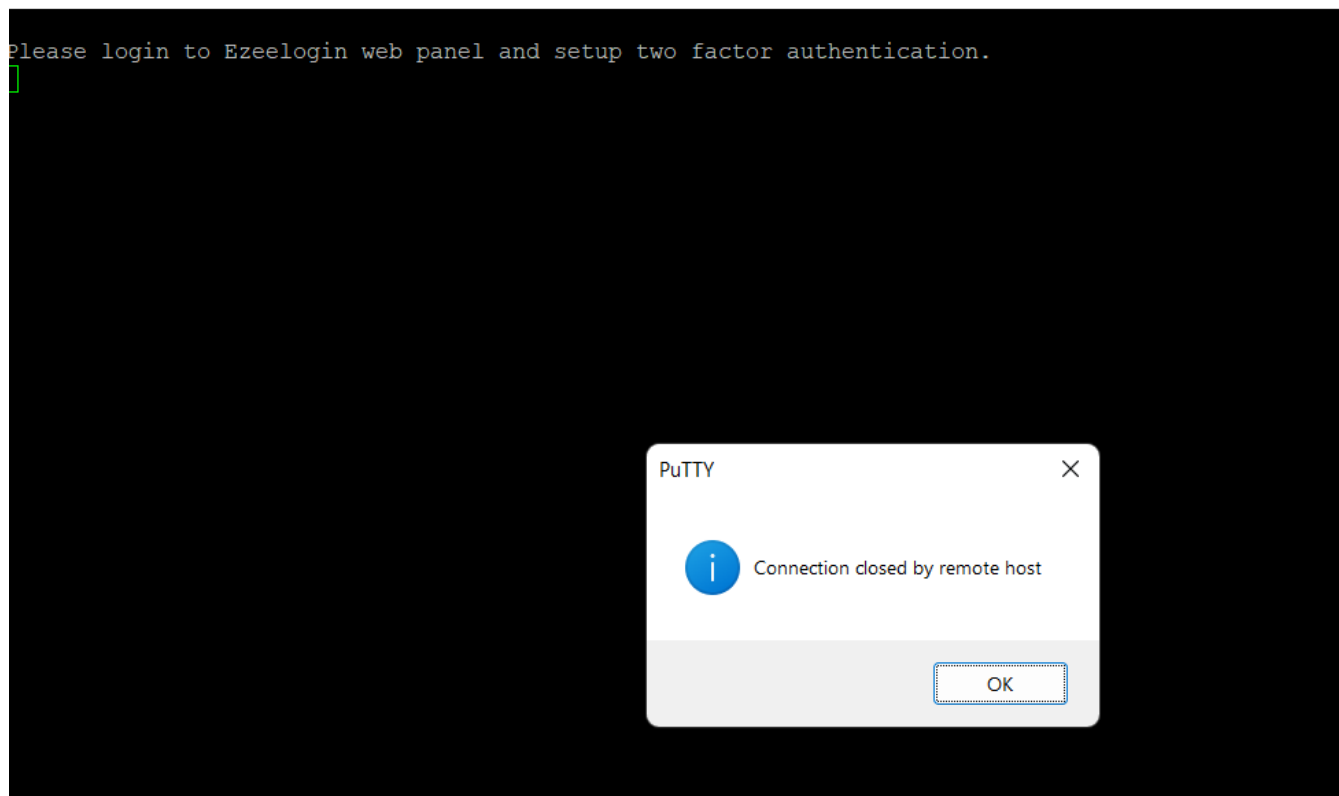 Please login to Ezeelogin web panel and setup two factor authentication.
PuTTY
Connection closed by remote host
OK